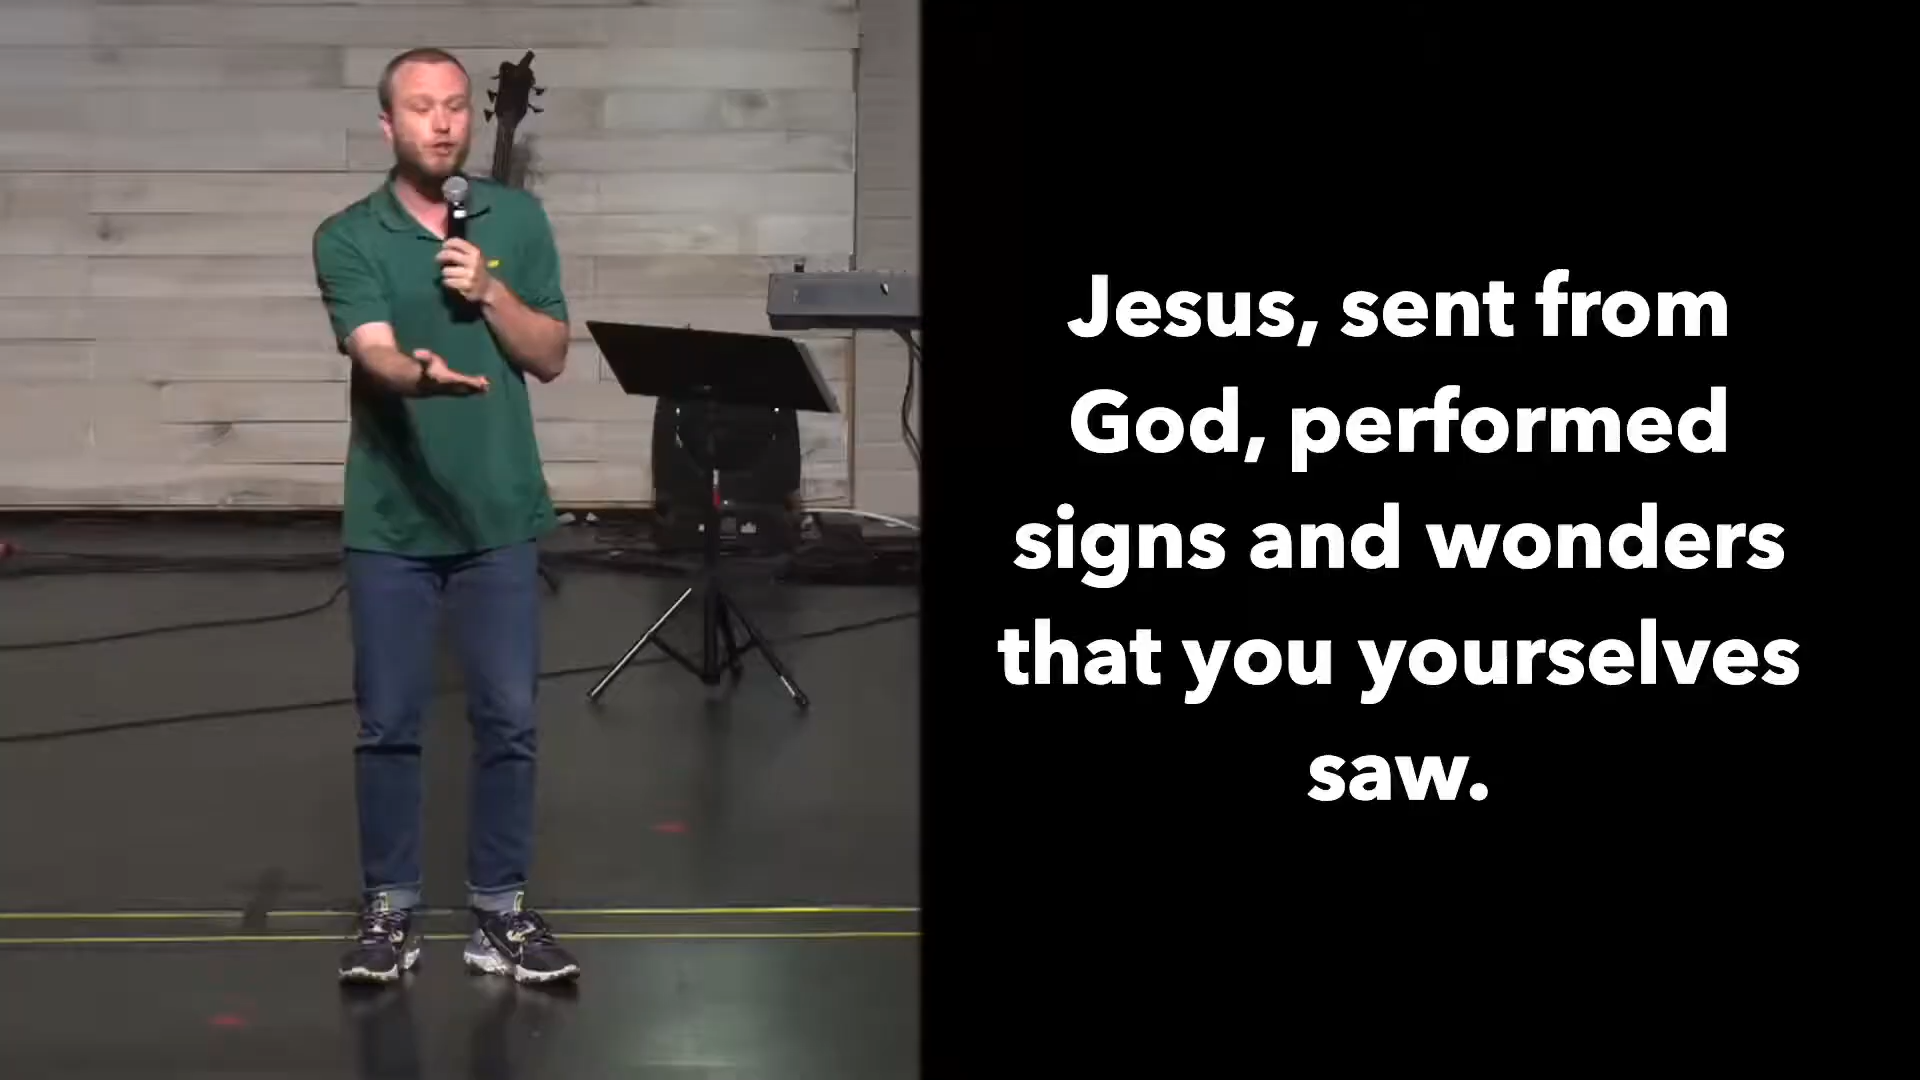 Jesus, sent from
God, performed
signs and wonders
that you yourselves
saw.